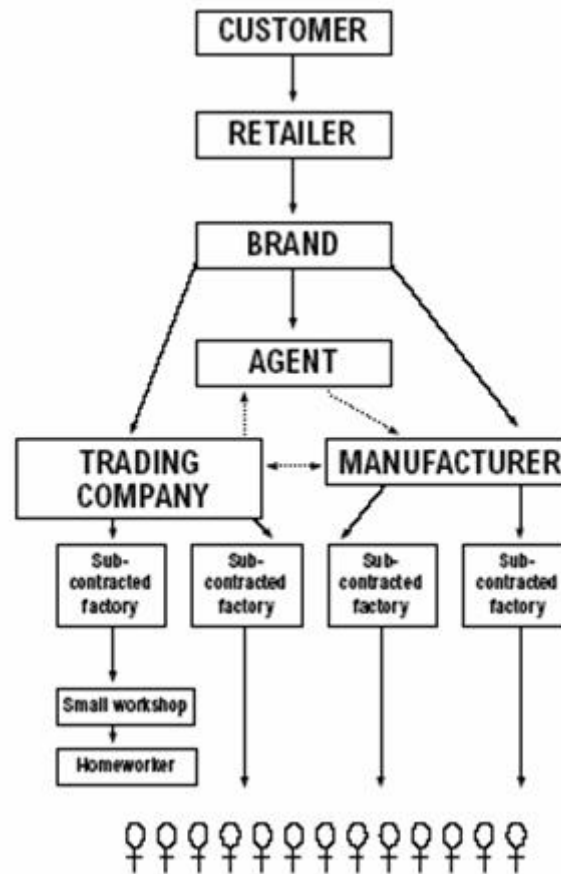 CUSTOMER
RETAILER
BRAND
AGENT
TRADING
COMPANY
MANUFACTURER
Sub-
contracted
factory
Sub-
contracted
factory
Sub-
contracted
factory
Sub-
contracted
factory
Small workshop
Homeworker